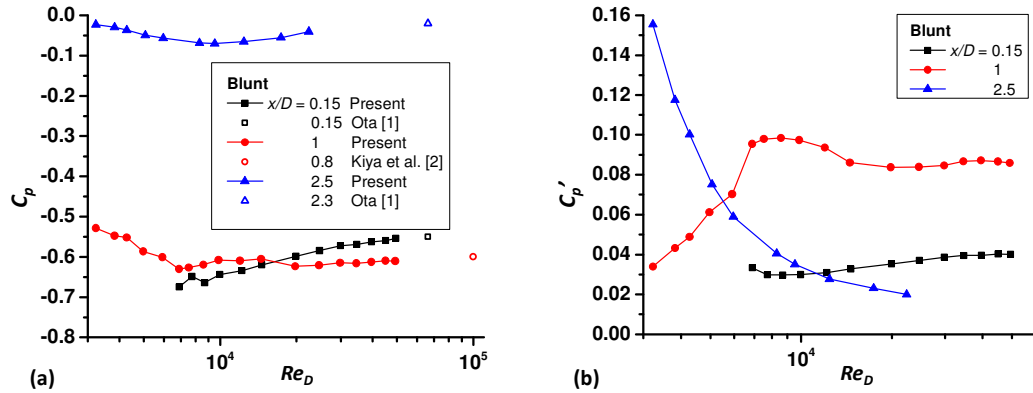 0.0
-0.1
-0.2
-0.3
-0.4
-0.5
-0.6
-0.7
-0.8
C_p
Blunt
x/D = 0.15 Present
0.15 Ota [1]
1 Present
0.8 Kiya et al. [2]
2.5 Present
2.3 Ota [1]
10^4
10^5
Re_D
(a)
0.16
0.14
0.12
0.10
0.08
0.06
0.04
0.02
0.00
C_p'
Blunt
x/D = 0.15
1
2.5
10^4
Re_D
(b)